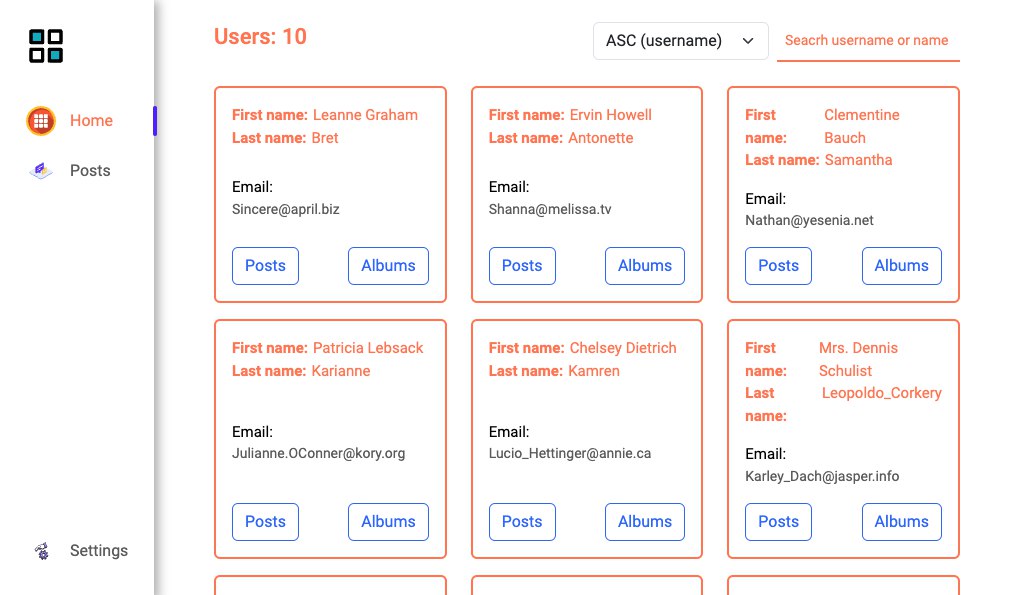 Users: 10
ASC (username)
Seacrh username or name
Home
Posts
Settings
First name: Leanne Graham
Last name: Bret
Email:
Sincere@april.biz
Posts
Albums
First name: Ervin Howell
Last name: Antonette
Email:
Shanna@melissa.tv
Posts
Albums
First Clementine
name: Bauch
Last name: Samantha
Email:
Nathan@yesenia.net
Posts
Albums
First name: Patricia Lebsack
Last name: Karianne
Email:
Julianne.OConner@kory.org
Posts
Albums
First name: Chelsey Dietrich
Last name: Kamren
Email:
Lucio_Hettinger@annie.ca
Posts
Albums
First Mrs. Dennis
name: Schulist
Last Leopoldo_Corkery
name:
Email:
Karley_Dach@jasper.info
Posts
Albums